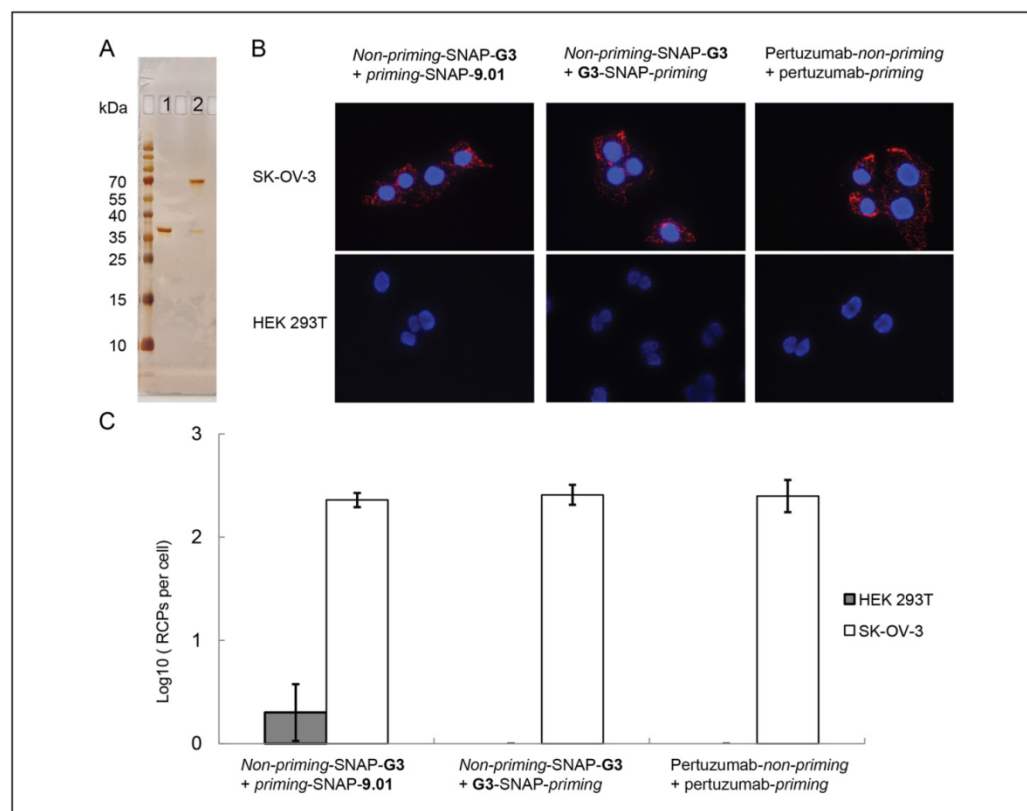 A
kDa
1 2
70
55
40
35
25
15
10
B
Non-priming-SNAP-G3
+ priming-SNAP-9.01
Non-priming-SNAP-G3
+ G3-SNAP-priming
Pertuzumab-non-priming
+ pertuzumab-priming
SK-OV-3
HEK 293T
C
3
2
1
0
Log10 ( RCPs per cell)
HEK 293T
SK-OV-3
Non-priming-SNAP-G3
+ priming-SNAP-9.01
Non-priming-SNAP-G3
+ G3-SNAP-priming
Pertuzumab-non-priming
+ pertuzumab-priming